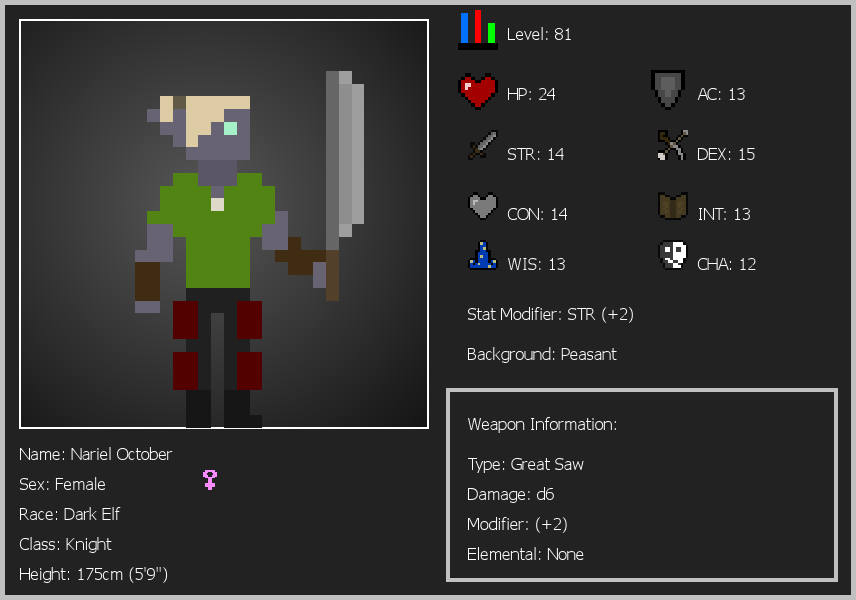 Level: 81
HP: 24
AC: 13
STR: 14
DEX: 15
CON: 14
INT: 13
WIS: 13
CHA: 12
Stat Modifier: STR (+2)
Background: Peasant
Weapon Information:
Type: Great Saw
Damage: d6
Modifier: (+2)
Elemental: None
Name: Nariel October
Sex: Female
Race: Dark Elf
Class: Knight
Height: 175cm (5'9")